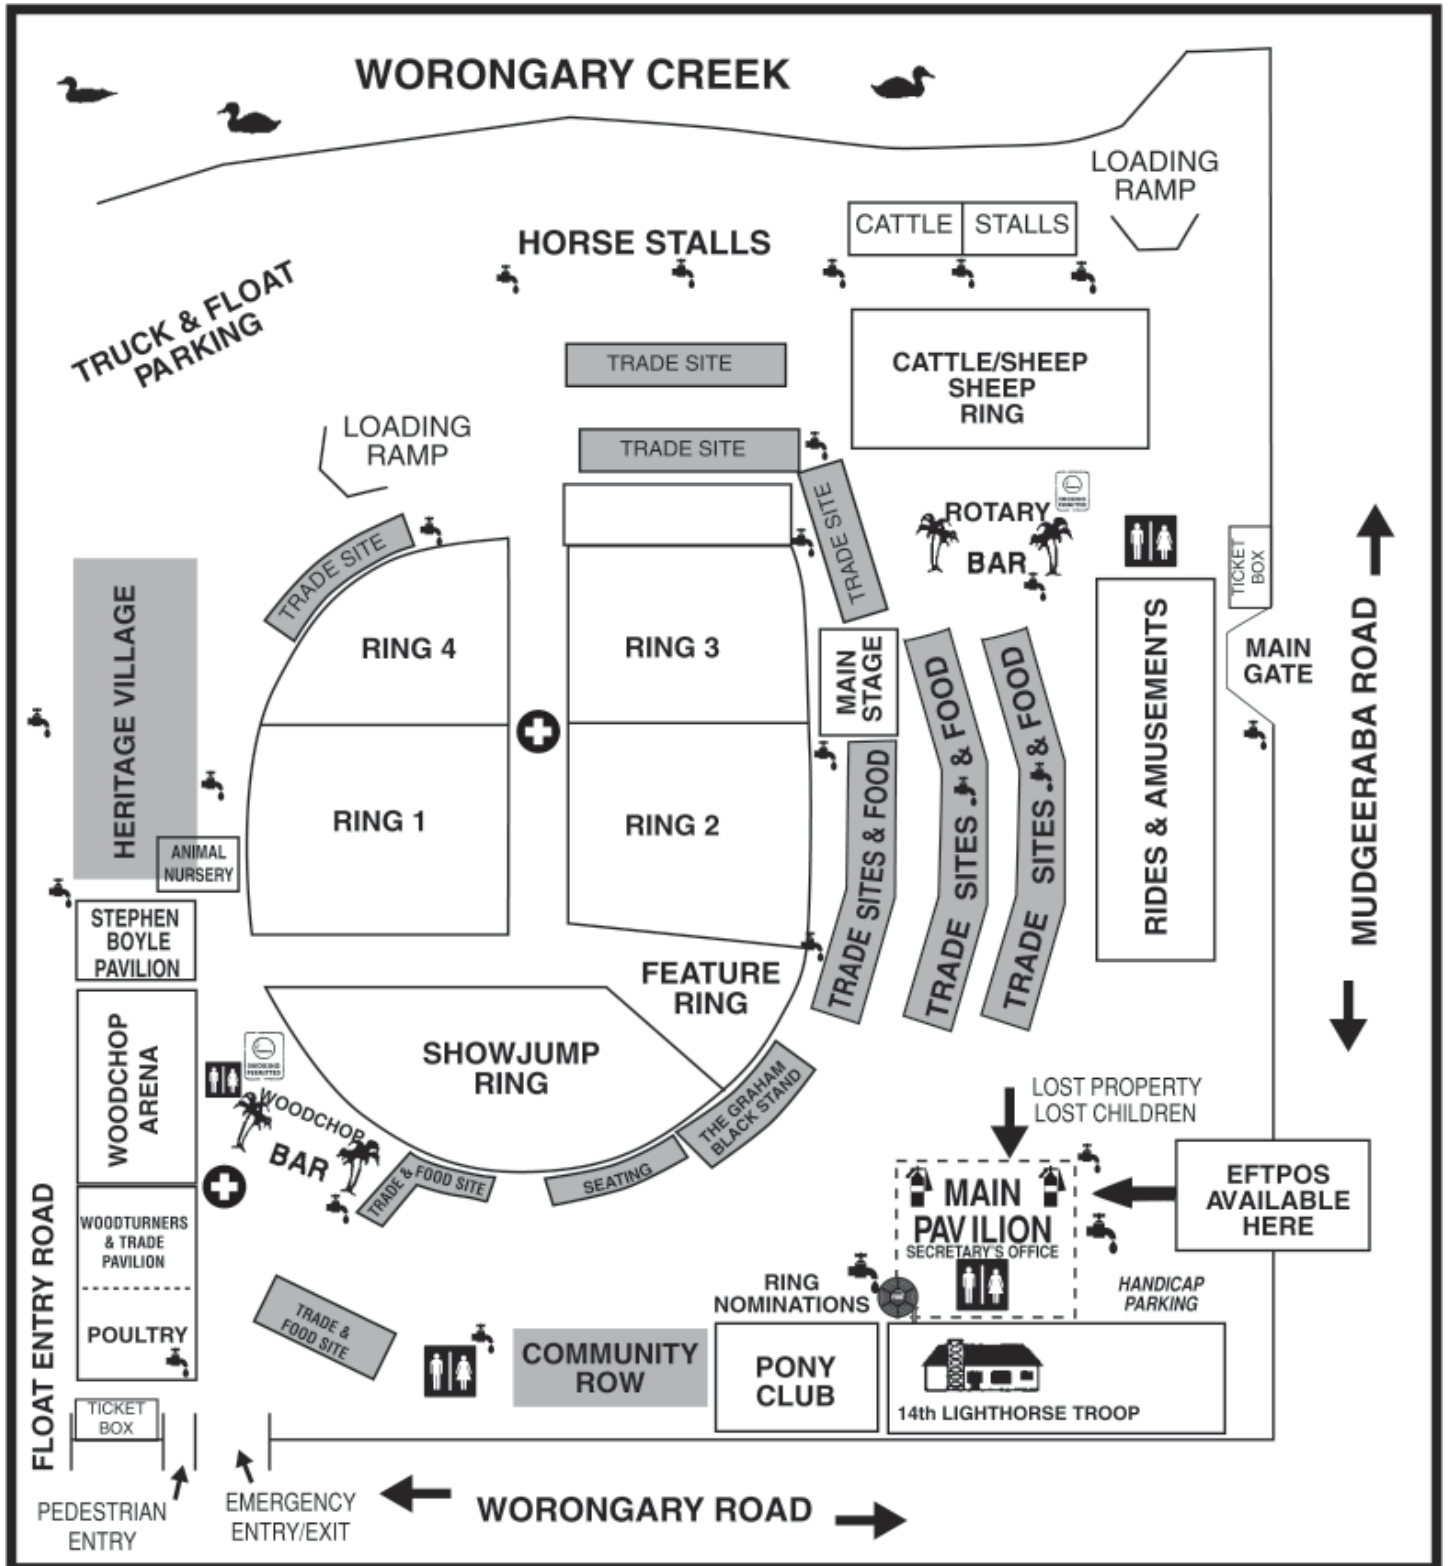 WORONGARY CREEK
LOADING
RAMP
CATTLE STALLS
HORSE STALLS
TRUCK & FLOAT
PARKING
TRADE SITE
CATTLE/SHEEP
SHEEP
RING
LOADING
RAMP
TRADE SITE
TRADE SITE
ROTARY
BAR
SMOKING
PERMITTED
TICKET
BOX
TRADE SITE
HERITAGE VILLAGE
RING 4
RING 3
MAIN
STAGE
MAIN
GATE
MUDGEERABA ROAD
RING 1
RING 2
TRADE SITES & FOOD
TRADE SITES & FOOD
TRADE SITES & FOOD
RIDES & AMUSEMENTS
ANIMAL
NURSERY
STEPHEN
BOYLE
PAVILION
FEATURE
RING
WOODCHOP
ARENA
SMOKING
PERMITTED
SHOWJUMP
RING
WOODCHOP
BAR
THE GRAHAM
BLACK STAND
LOST PROPERTY
LOST CHILDREN
TRADE & FOOD SITE
SEATING
MAIN
PAVILION
SECRETARY'S OFFICE
EFTPOS
AVAILABLE
HERE
FLOAT ENTRY ROAD
WOODTURNERS
& TRADE
PAVILION
POULTRY
TRADE &
FOOD SITE
RING
NOMINATIONS
HANDICAP
PARKING
COMMUNITY
ROW
PONY
CLUB
14th LIGHTHORSE TROOP
TICKET
BOX
PEDESTRIAN
ENTRY
EMERGENCY
ENTRY/EXIT
WORONGARY ROAD